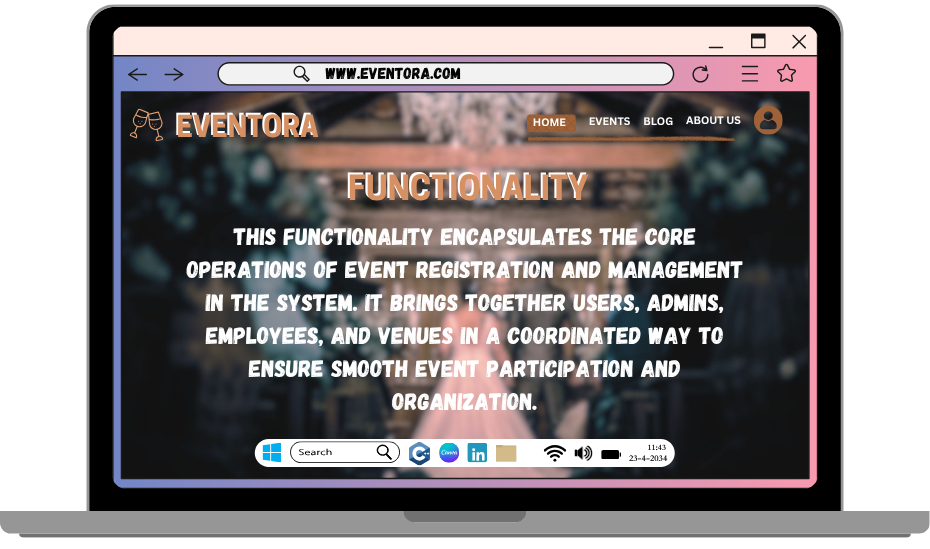 WWW.EVENTORA.COM
EVENTORA
HOME EVENTS BLOG ABOUT US
FUNCTIONALITY
THIS FUNCTIONALITY ENCAPSULATES THE CORE
OPERATIONS OF EVENT REGISTRATION AND MANAGEMENT
IN THE SYSTEM. IT BRINGS TOGETHER USERS, ADMINS,
EMPLOYEES, AND VENUES IN A COORDINATED WAY TO
ENSURE SMOOTH EVENT PARTICIPATION AND
ORGANIZATION.
Search C++ Canva in 11:43
23-4-2034